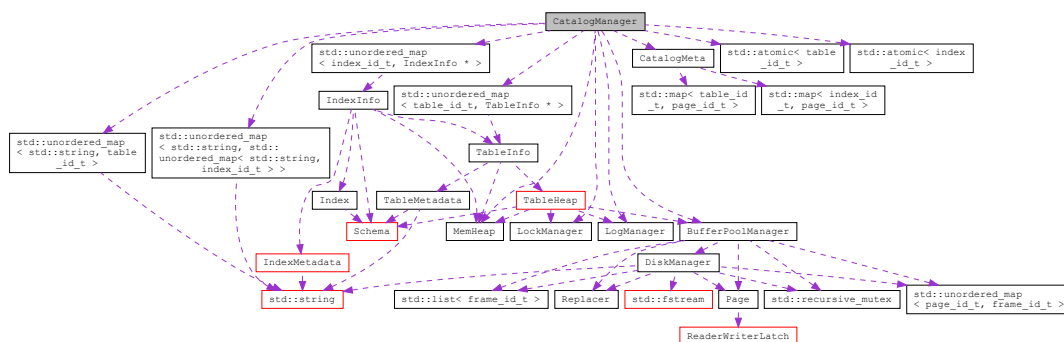 CatalogManager
std::unordered_map
< index_id_t, IndexInfo * >
CatalogMeta
std::atomic< table
_id_t >
std::atomic< index
_id_t >
IndexInfo
std::unordered_map
< table_id_t, TableInfo * >
std::map< table_id
_t, page_id_t >
std::map< index_id
_t, page_id_t >
std::unordered_map
< std::string, table
_id_t >
std::unordered_map
< std::string, std::
unordered_map< std::string,
index_id_t > >
TableInfo
Index
TableMetadata
TableHeap
Schema
MemHeap
LockManager
LogManager
BufferPoolManager
IndexMetadata
DiskManager
std::string
std::list< frame_id_t >
Replacer
std::fstream
Page
std::recursive_mutex
std::unordered_map
< page_id_t, frame_id_t >
ReaderWriterLatch